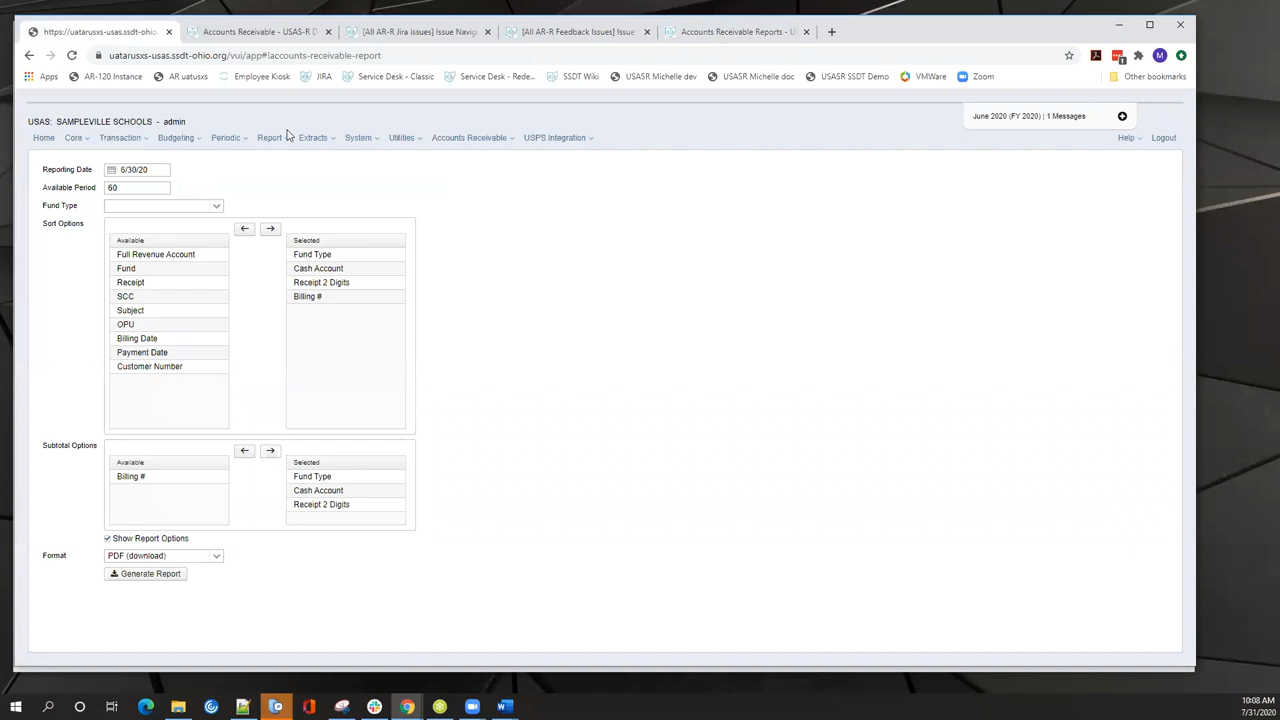 https://uatarusxs-usas.ssdt-ohio.
Accounts Receivable - USAS-R D
[All AR-R Jira issues] Issue Navig
[All AR-R Feedback Issues] Issue
Accounts Receivable Reports - U
uatarusxs-usas.ssdt-ohio.org/vui/app#!accounts-receivable-report
M
1
Apps
AR-120 Instance
AR uatusxs
Employee Kiosk
JIRA
Service Desk - Classic
Service Desk - Rede...
SSDT Wiki
USASR Michelle dev
USASR Michelle doc
USASR SSDT Demo
VMWare
Zoom
Other bookmarks
USAS: SAMPLEVILLE SCHOOLS - admin
June 2020 (FY 2020) | 1 Messages
Home Core Transaction Budgeting Periodic Report Extracts System Utilities Accounts Receivable USPS Integration
Help Logout
Reporting Date 6/30/20
Available Period 60
Fund Type
Sort Options
Available
Full Revenue Account
Fund
Receipt
SCC
Subject
OPU
Billing Date
Payment Date
Customer Number
Selected
Fund Type
Cash Account
Receipt 2 Digits
Billing #
Subtotal Options
Available
Billing #
Selected
Fund Type
Cash Account
Receipt 2 Digits
Show Report Options
Format PDF (download)
Generate Report
10:08 AM
7/31/2020